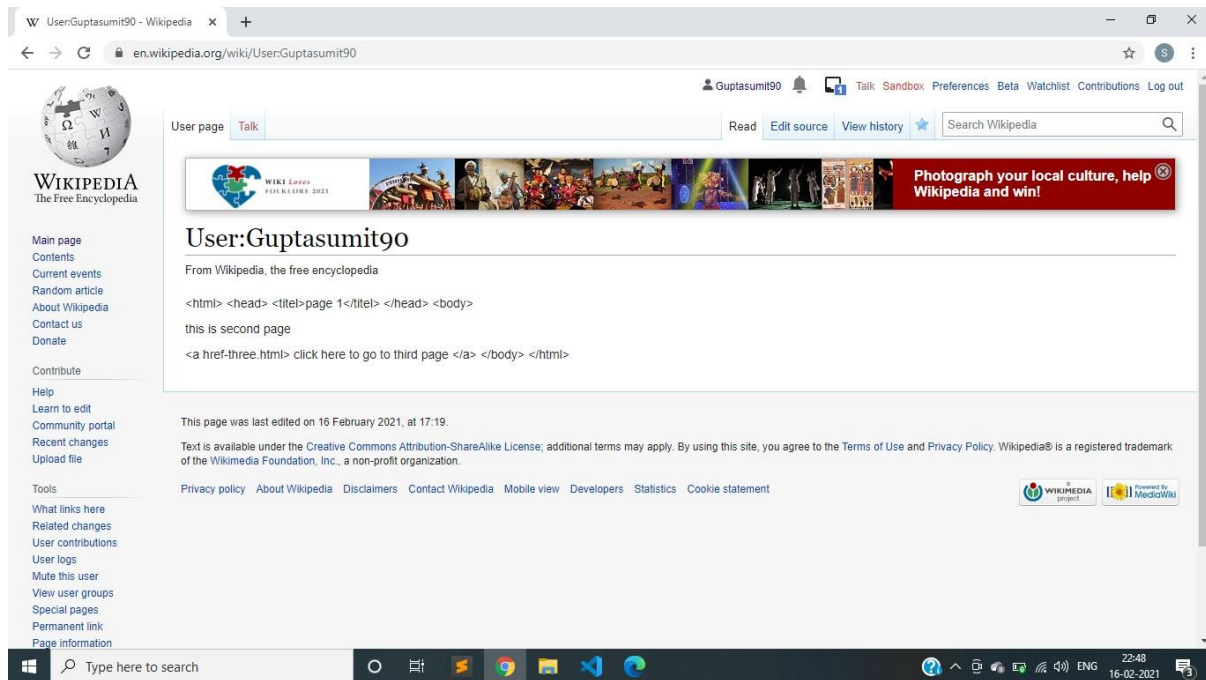 User:Guptasumit90 - Wikipedia
en.wikipedia.org/wiki/User:Guptasumit90
S
Guptasumit90 1 Talk Sandbox Preferences Beta Watchlist Contributions Log out
User page Talk Read Edit source View history Search Wikipedia
WIKIPEDIA
The Free Encyclopedia
WIKI Loves
FOLKLORE 2021
Photograph your local culture, help
Wikipedia and win!
User:Guptasumit90
From Wikipedia, the free encyclopedia
<html> <head> <titel>page 1</titel> </head> <body>
this is second page
<a href-three.html> click here to go to third page </a> </body> </html>
Main page
Contents
Current events
Random article
About Wikipedia
Contact us
Donate
Contribute
Help
Learn to edit
Community portal
Recent changes
Upload file
Tools
What links here
Related changes
User contributions
User logs
Mute this user
View user groups
Special pages
Permanent link
Page information
This page was last edited on 16 February 2021, at 17:19.
Text is available under the Creative Commons Attribution-ShareAlike License; additional terms may apply. By using this site, you agree to the Terms of Use and Privacy Policy. Wikipedia® is a registered trademark
of the Wikimedia Foundation, Inc., a non-profit organization.
Privacy policy About Wikipedia Disclaimers Contact Wikipedia Mobile view Developers Statistics Cookie statement
a
WIKIMEDIA
project
Powered By
MediaWiki
Type here to search
ENG
22:48
16-02-2021
3